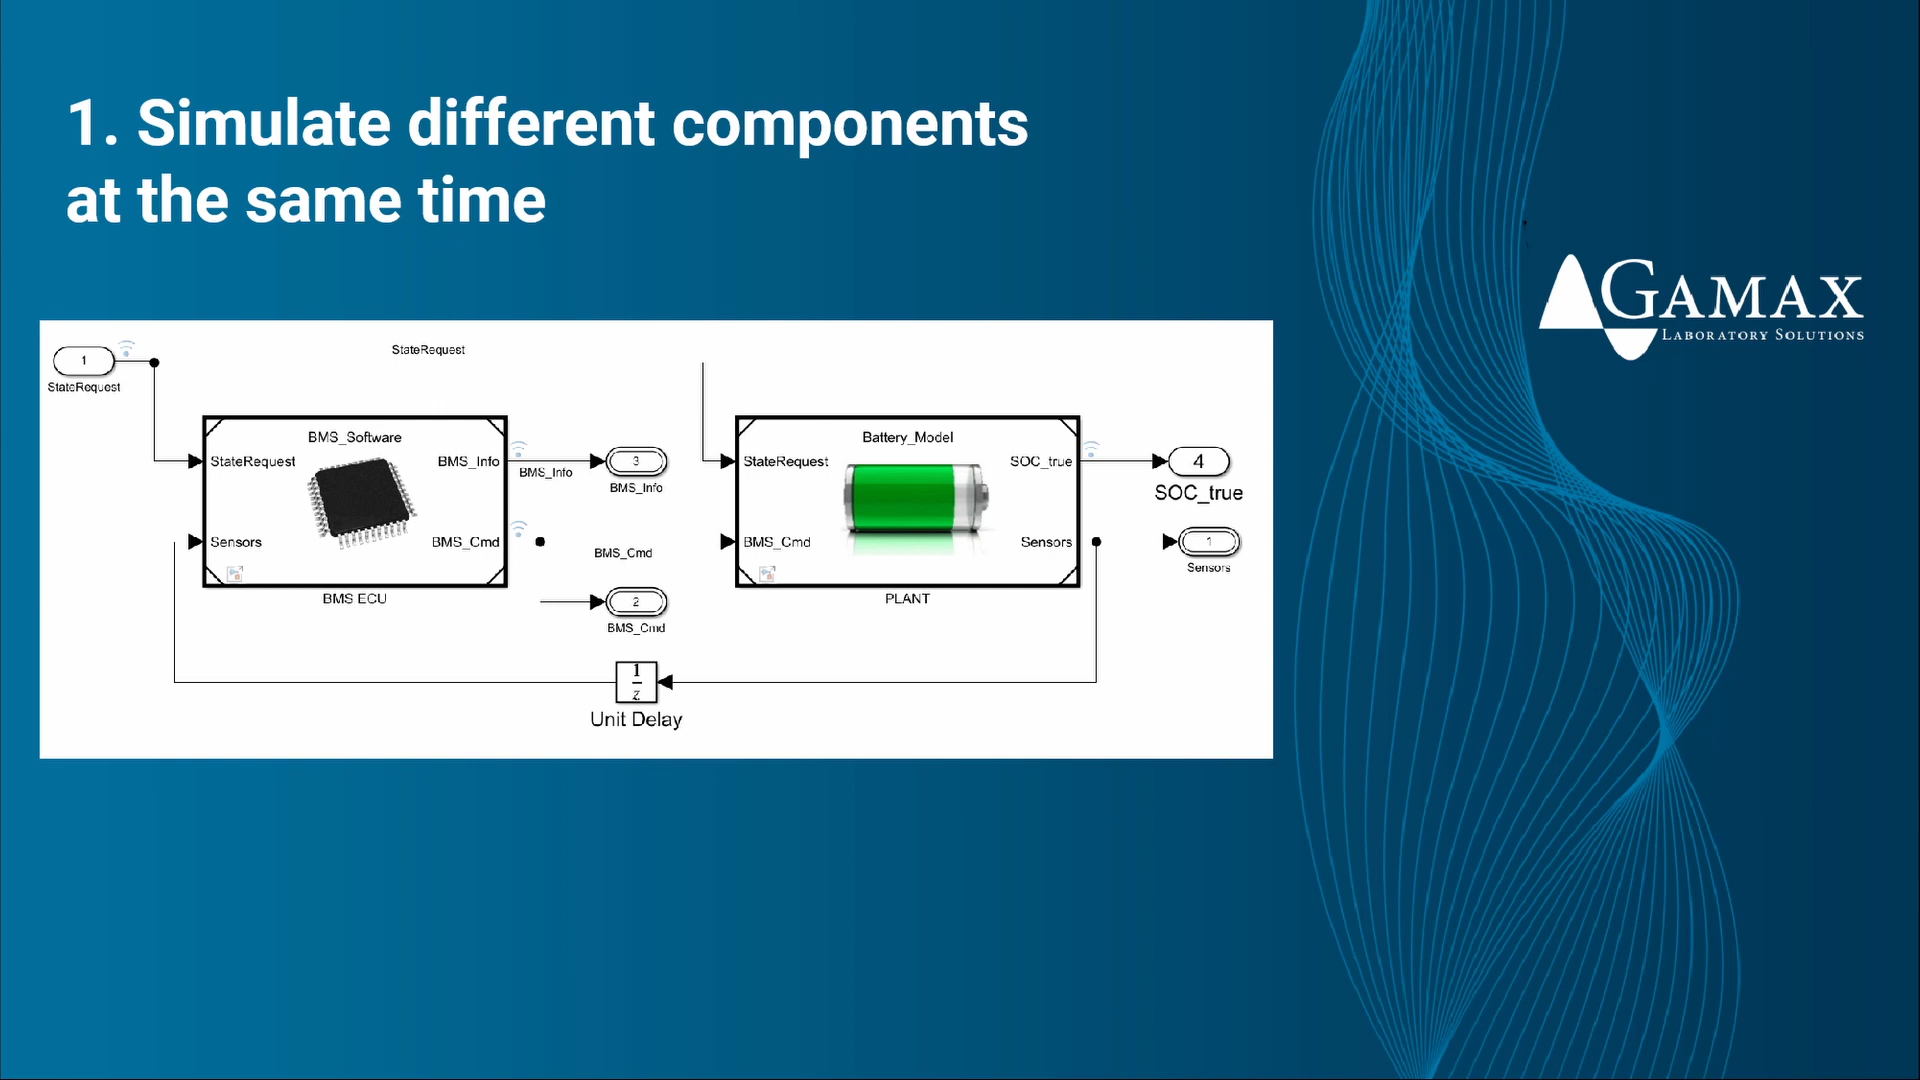 1. Simulate different components
at the same time
GAMAX
LABORATORY SOLUTIONS
1
StateRequest
StateRequest
BMS_Software
StateRequest
BMS_Info
Sensors
BMS_Cmd
BMS ECU
BMS_Info
3
BMS_Info
BMS_Cmd
2
BMS_Cmd
Battery_Model
StateRequest
SOC_true
BMS_Cmd
Sensors
PLANT
4
SOC_true
1
Sensors
1
z
Unit Delay